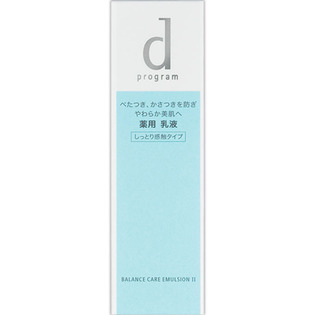 d
program
べたつき、かさつきを防ぎ
やわらか美肌へ
薬用 乳液
しっとり感触タイプ
BALANCE CARE EMULSION II